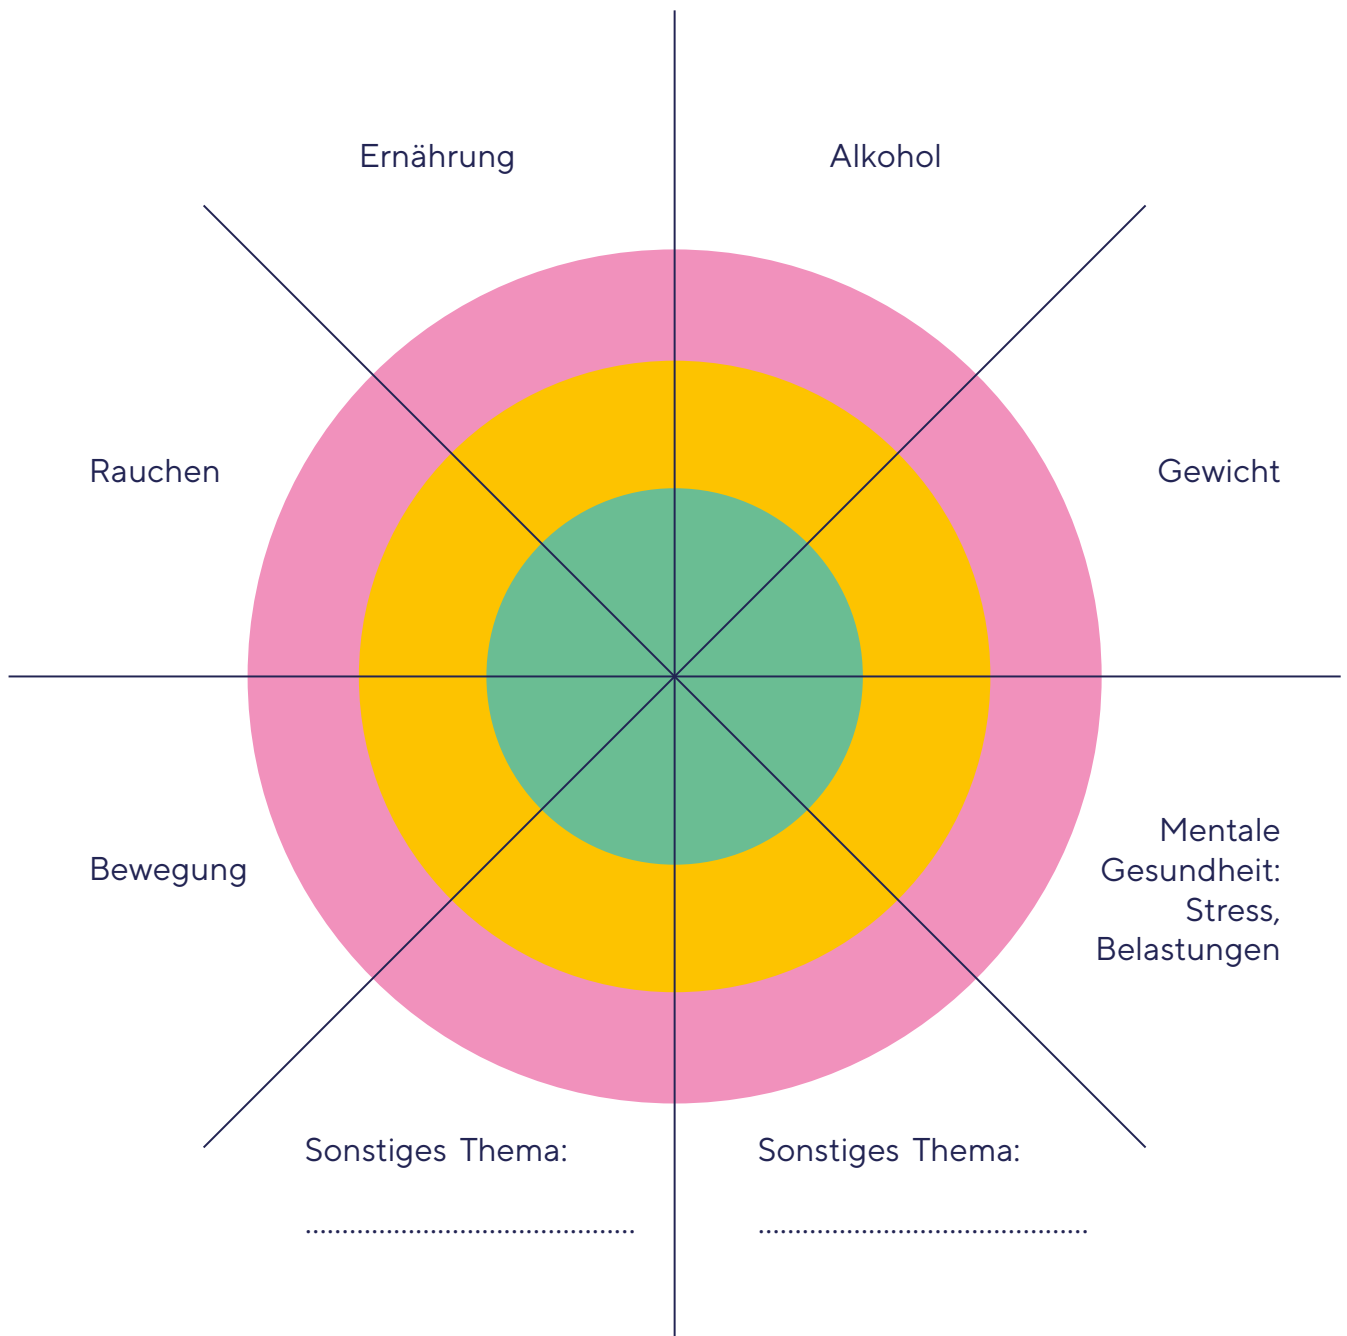 Ernährung
Alkohol
Rauchen
Gewicht
Bewegung
Mentale
Gesundheit:
Stress,
Belastungen
Sonstiges Thema:
Sonstiges Thema: